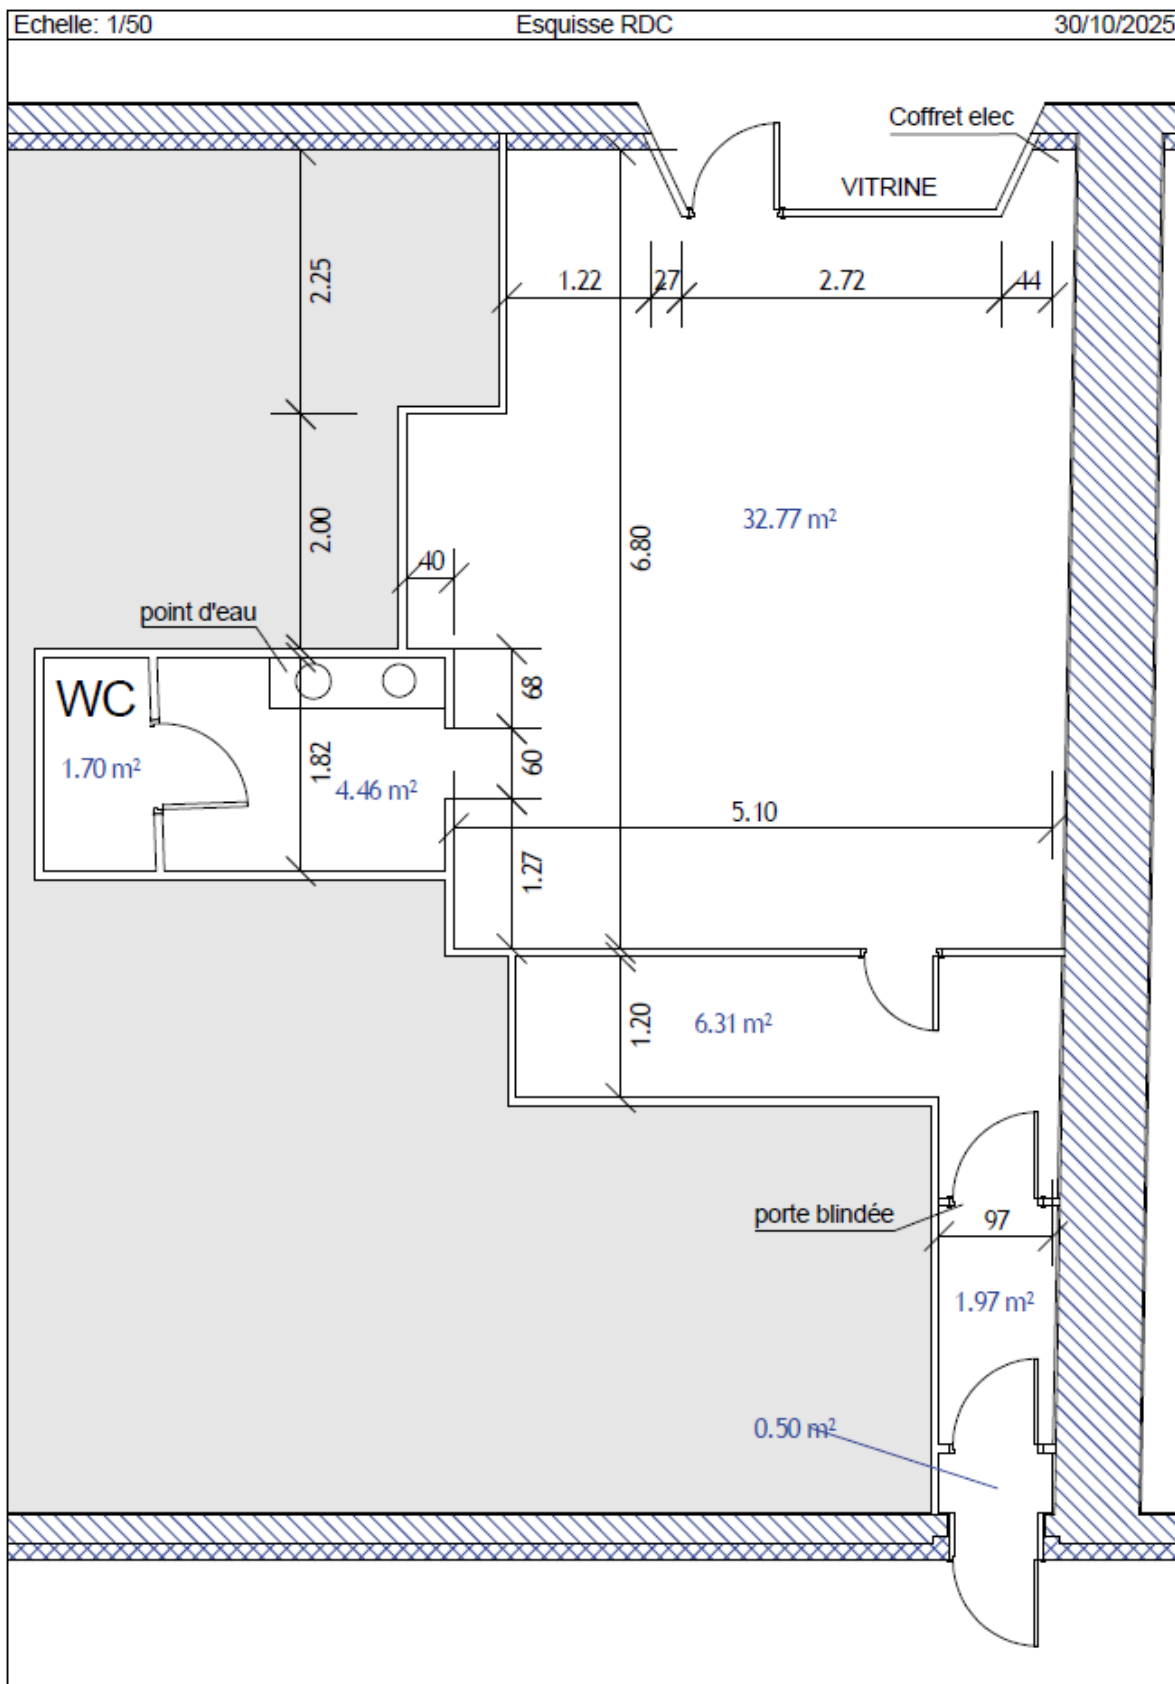 Echelle: 1/50 Esquisse RDC 30/10/2025
Coffret elec
VITRINE
1.22 27 2.72 44
2.25
2.00
6.80
32.77 m²
40
point d'eau
68
WC
1.70 m²
1.82
4.46 m²
60
5.10
1.27
1.20
6.31 m²
porte blindée
97
1.97 m²
0.50 m²